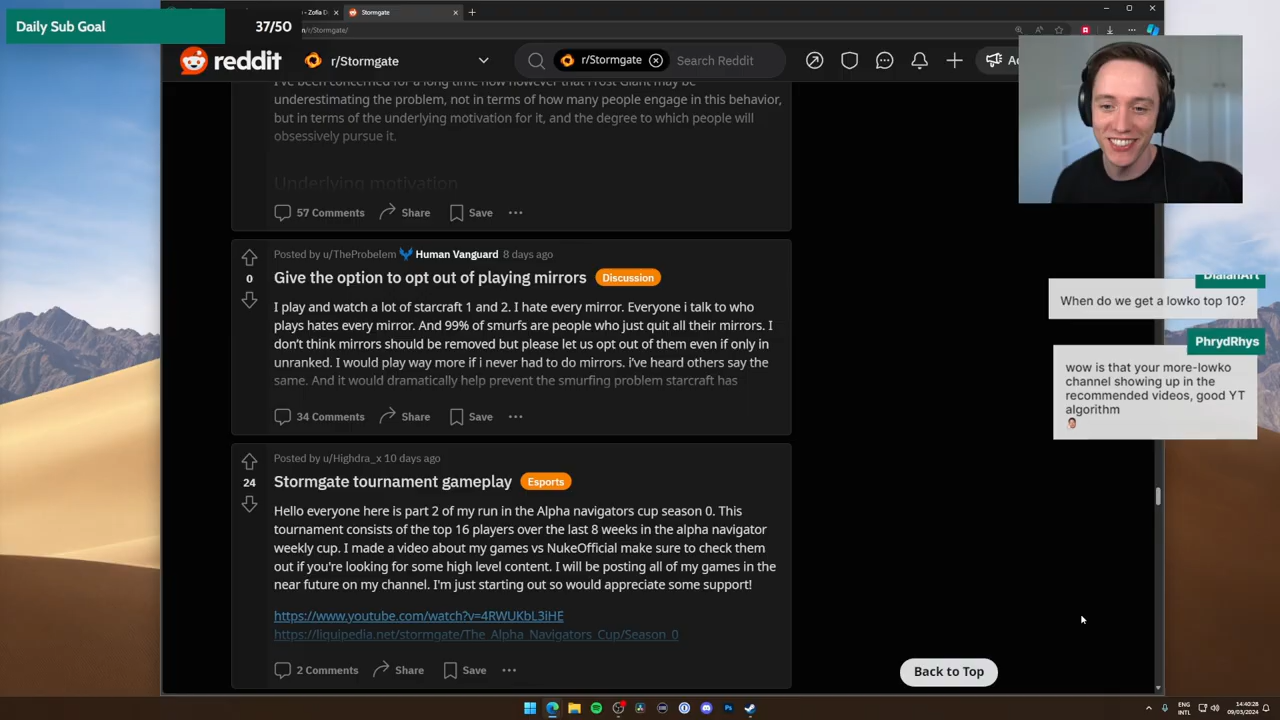 Daily Sub Goal
37/50
- Zofia D
Stormgate
/Stormgate/
reddit
r/Stormgate
r/Stormgate
Search Reddit
I've been concerned for a long time now however that Frost Giant may be
underestimating the problem, not in terms of how many people engage in this behavior,
but in terms of the underlying motivation for it, and the degree to which people will
obsessively pursue it.
Underlying motivation
57 Comments
Share
Save
Posted by u/TheProbelem Human Vanguard 8 days ago
0
Give the option to opt out of playing mirrors
Discussion
I play and watch a lot of starcraft 1 and 2. I hate every mirror. Everyone i talk to who
plays hates every mirror. And 99% of smurfs are people who just quit all their mirrors. I
don't think mirrors should be removed but please let us opt out of them even if only in
unranked. I would play way more if i never had to do mirrors. i've heard others say the
same. And it would dramatically help prevent the smurfing problem starcraft has
34 Comments
Share
Save
Posted by u/Highdra_x 10 days ago
24
Stormgate tournament gameplay
Esports
Hello everyone here is part 2 of my run in the Alpha navigators cup season 0. This
tournament consists of the top 16 players over the last 8 weeks in the alpha navigator
weekly cup. I made a video about my games vs NukeOfficial make sure to check them
out if you're looking for some high level content. I will be posting all of my games in the
near future on my channel. I'm just starting out so would appreciate some support!
https://www.youtube.com/watch?v=4RWUKbL3iHE
https://liquipedia.net/stormgate/The_Alpha_Navigators_Cup/Season_0
2 Comments
Share
Save
Back to Top
When do we get a lowko top 10?
PhrydRhys
wow is that your more-lowko
channel showing up in the
recommended videos, good YT
algorithm
ENG
INTL
14:40:28
09/03/2024